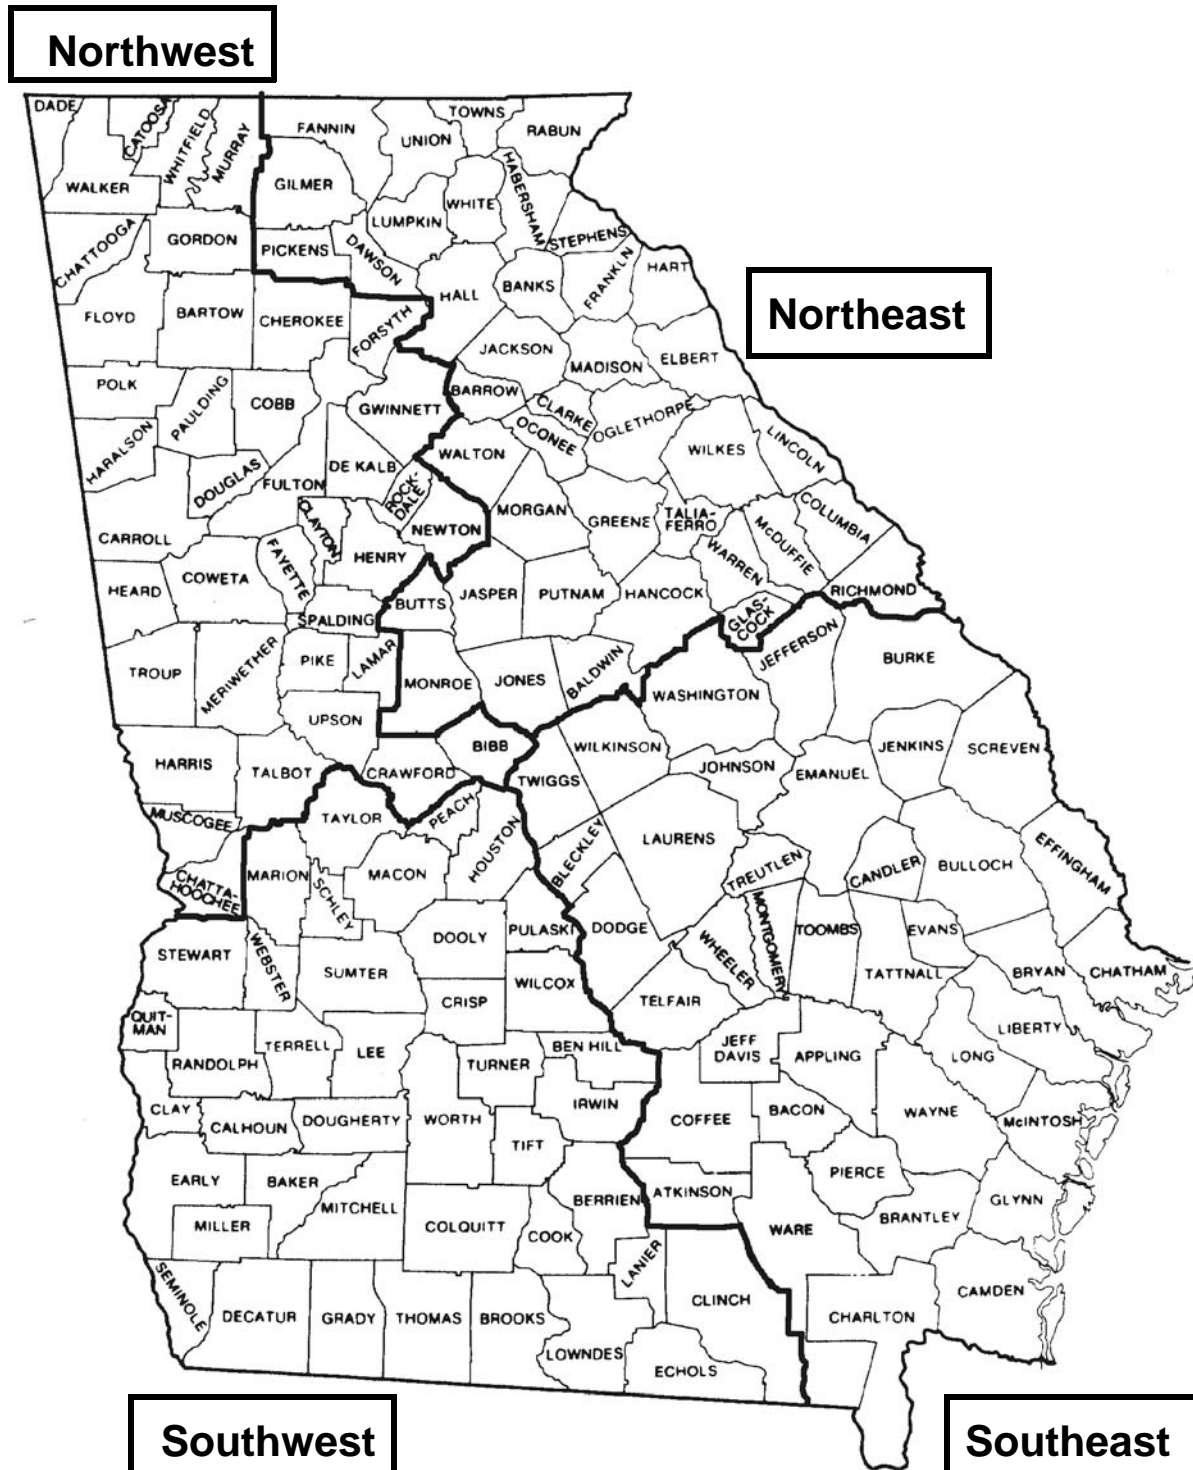 Northwest
DADE
CATOOSA
WHITFIELD
MURRAY
FANNIN
UNION
TOWNS
RABUN
WALKER
GILMER
LUMPKIN
WHITE
HABERSHAM
STEPHENS
CHATTOOGA
GORDON
PICKENS
DAWSON
HALL
BANKS
FRANKLN
HART
Northeast
FLOYD
BARTOW
CHEROKEE
FORSYTH
JACKSON
MADISON
ELBERT
POLK
PAULDING
COBB
GWINNETT
BARROW
CLARKE
OCONEE
OGLETHORPE
HARALSON
DOUGLAS
FULTON
DE KALB
ROCK-
DALE
WALTON
WILKES
LINCOLN
CARROLL
CLAYTON
NEWTON
MORGAN
GREENE
TALIA-
FERRO
McDUFFIE
COLUMBIA
HEARD
COWETA
FAYETTE
HENRY
SPALDING
BUTTS
JASPER
PUTNAM
HANCOCK
WARREN
GLAS-
COCK
RICHMOND
TROUP
MERIWETHER
PIKE
LAMAR
MONROE
JONES
BALDWIN
WASHINGTON
JEFFERSON
BURKE
HARRIS
TALBOT
UPSON
CRAWFORD
BIBB
TWIGGS
WILKINSON
JOHNSON
EMANUEL
JENKINS
SCREVEN
MUSCOGEE
TAYLOR
PEACH
HOUSTON
BLECKLEY
LAURENS
TREUTLEN
CANDLER
BULLOCH
EFFINGHAM
CHATTA-
HOOCHEE
MARION
SCHLEY
MACON
DOOLY
PULASKI
DODGE
WHEELER
MONTGOMERY
TOOMBS
EVANS
STEWART
WEBSTER
SUMTER
CRISP
WILCOX
TELFAIR
TATTNALL
BRYAN
CHATHAM
QUIT-
MAN
RANDOLPH
TERRELL
LEE
TURNER
BEN HILL
JEFF
DAVIS
APPLING
LONG
LIBERTY
CLAY
CALHOUN
DOUGHERTY
WORTH
TIFT
IRWIN
COFFEE
BACON
WAYNE
McINTOSH
EARLY
BAKER
MITCHELL
COLQUITT
COOK
BERRIEN
ATKINSON
PIERCE
BRANTLEY
GLYNN
MILLER
LANIER
WARE
SEMINOLE
DECATUR
GRADY
THOMAS
BROOKS
LOWNDES
ECHOLS
CLINCH
CHARLTON
CAMDEN
Southwest
Southeast